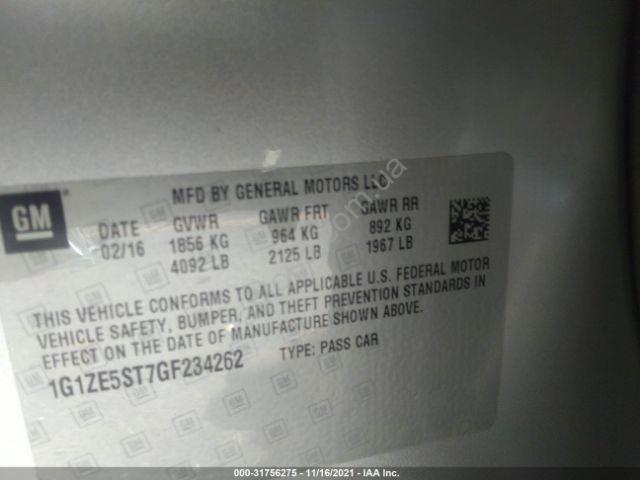 GM
MFD BY GENERAL MOTORS LLC
DATE GVWR GAWR FRT GAWR RR
02/16 1856 KG 964 KG 892 KG
4092 LB 2125 LB 1967 LB
THIS VEHICLE CONFORMS TO ALL APPLICABLE U.S. FEDERAL MOTOR
VEHICLE SAFETY, BUMPER, AND THEFT PREVENTION STANDARDS IN
EFFECT ON THE DATE OF MANUFACTURE SHOWN ABOVE.
1G1ZE5ST7GF234262 TYPE: PASS CAR
000-31756275 - 11/16/2021 - IAA Inc.